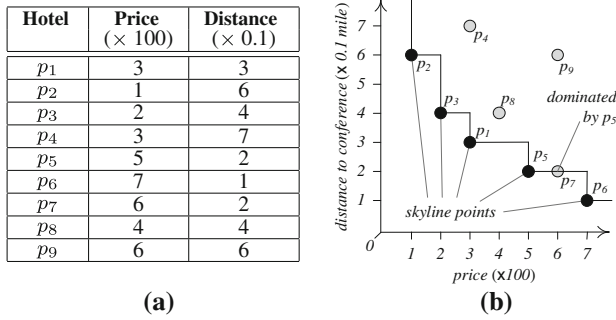 Hotel Price Distance
(× 100) (× 0.1)
p1 3 3
p2 1 6
p3 2 4
p4 3 7
p5 5 2
p6 7 1
p7 6 2
p8 4 4
p9 6 6
(a)
distance to conference (x 0.1 mile)
7
6
5
4
3
2
1
0
1 2 3 4 5 6 7
price (x100)
p4
p2
p9
p3
p8
dominated
by p5
p1
p5
p7
p6
skyline points
(b)